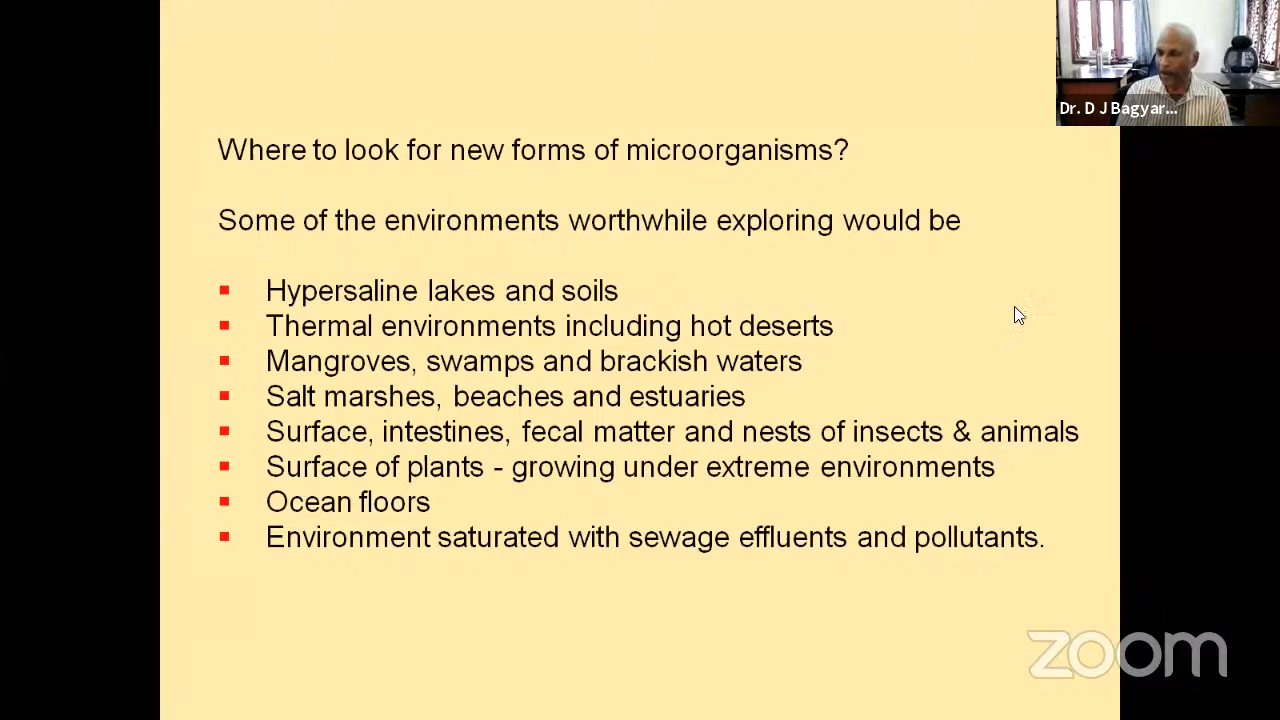 Dr. D J Bagyar...
Where to look for new forms of microorganisms?
Some of the environments worthwhile exploring would be
Hypersaline lakes and soils
Thermal environments including hot deserts
Mangroves, swamps and brackish waters
Salt marshes, beaches and estuaries
Surface, intestines, fecal matter and nests of insects & animals
Surface of plants - growing under extreme environments
Ocean floors
Environment saturated with sewage effluents and pollutants.
zoom